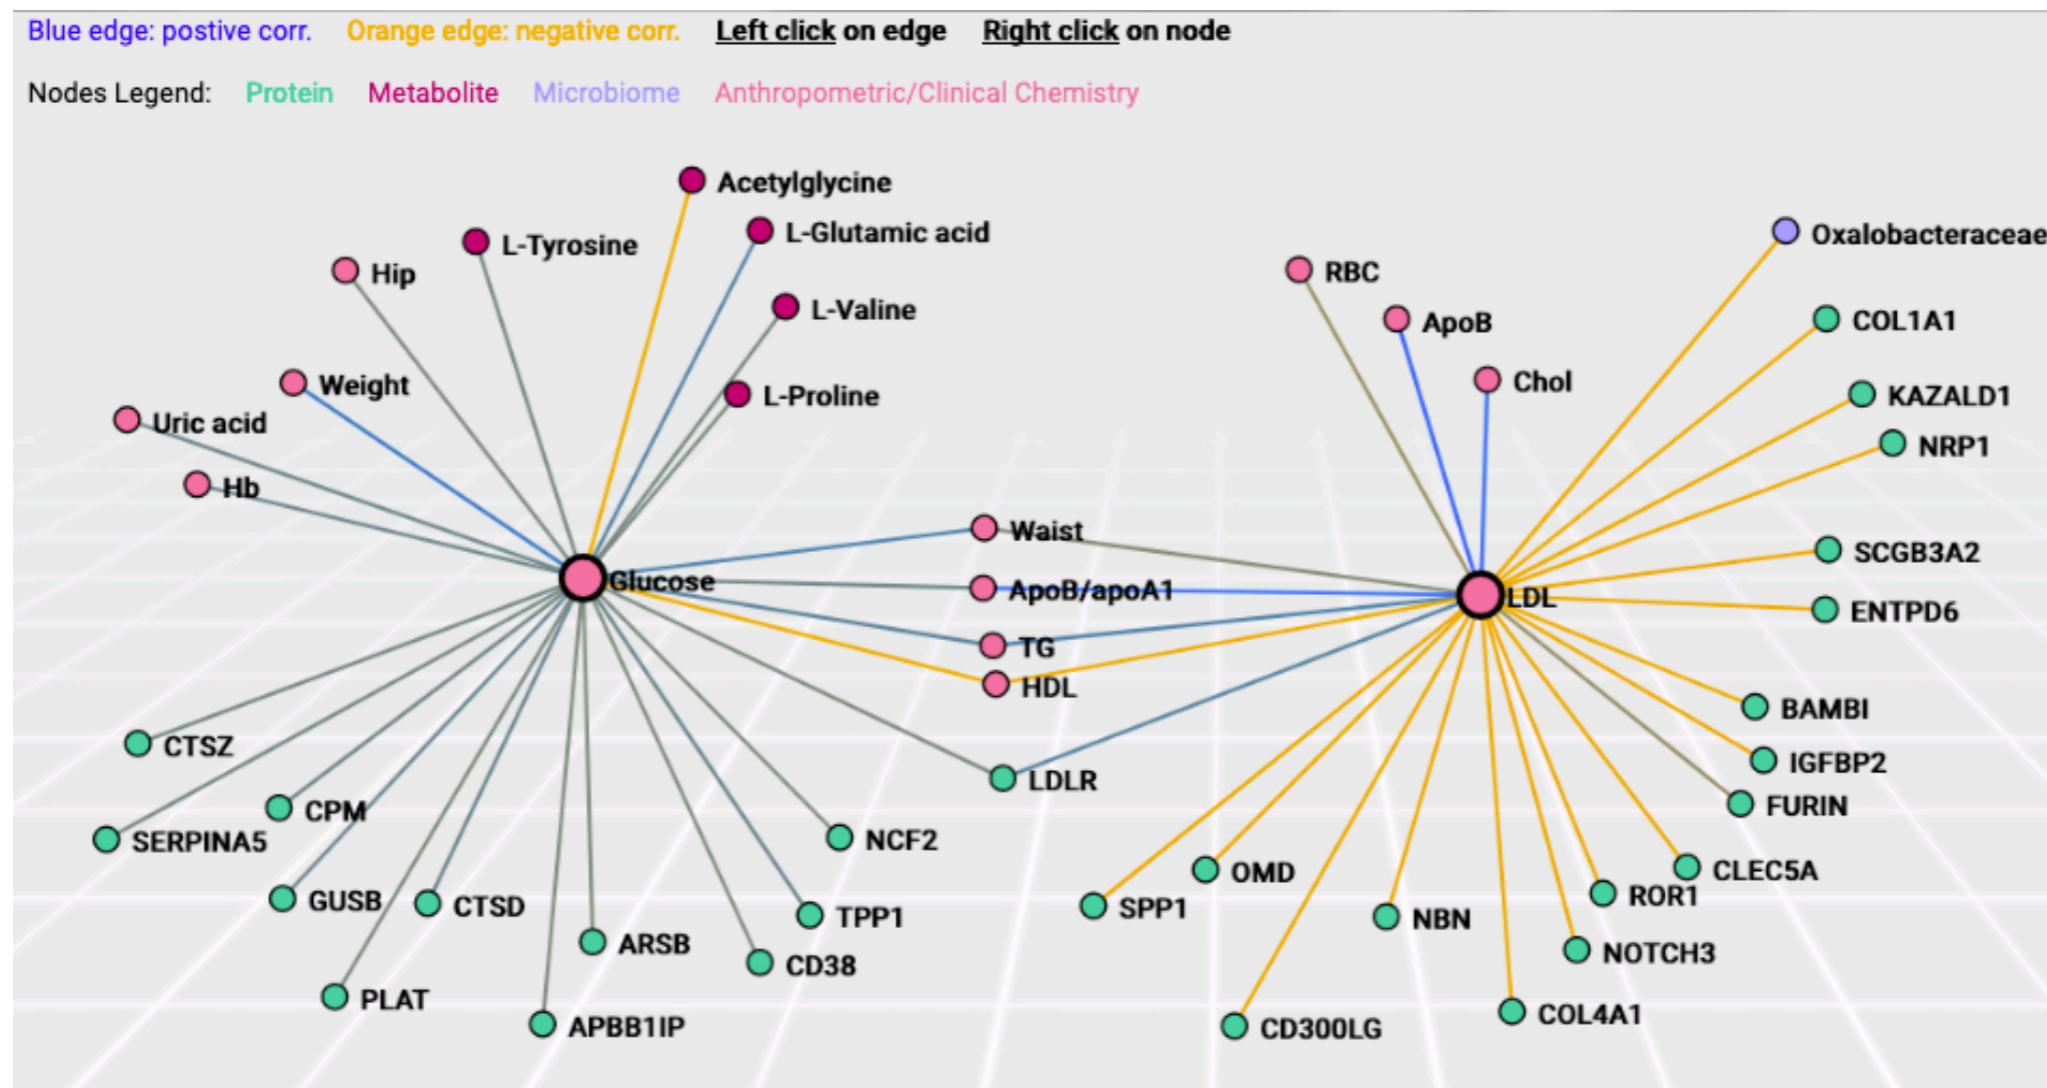 Blue edge: postive corr. Orange edge: negative corr. Left click on edge Right click on node
Nodes Legend: Protein Metabolite Microbiome Anthropometric/Clinical Chemistry
Acetylglycine
L-Glutamic acid
Oxalobacteraceae
L-Tyrosine
Hip
RBC
L-Valine
ApoB
COL1A1
Weight
Chol
L-Proline
KAZALD1
Uric acid
NRP1
Hb
Waist
SCGB3A2
Glucose
ApoB/apoA1
LDL
ENTPD6
TG
HDL
BAMBI
CTSZ
IGFBP2
LDLR
FURIN
CPM
SERPINA5
NCF2
OMD
CLEC5A
GUSB
CTSD
SPP1
ROR1
TPP1
NBN
ARSB
NOTCH3
CD38
PLAT
COL4A1
APBB1IP
CD300LG